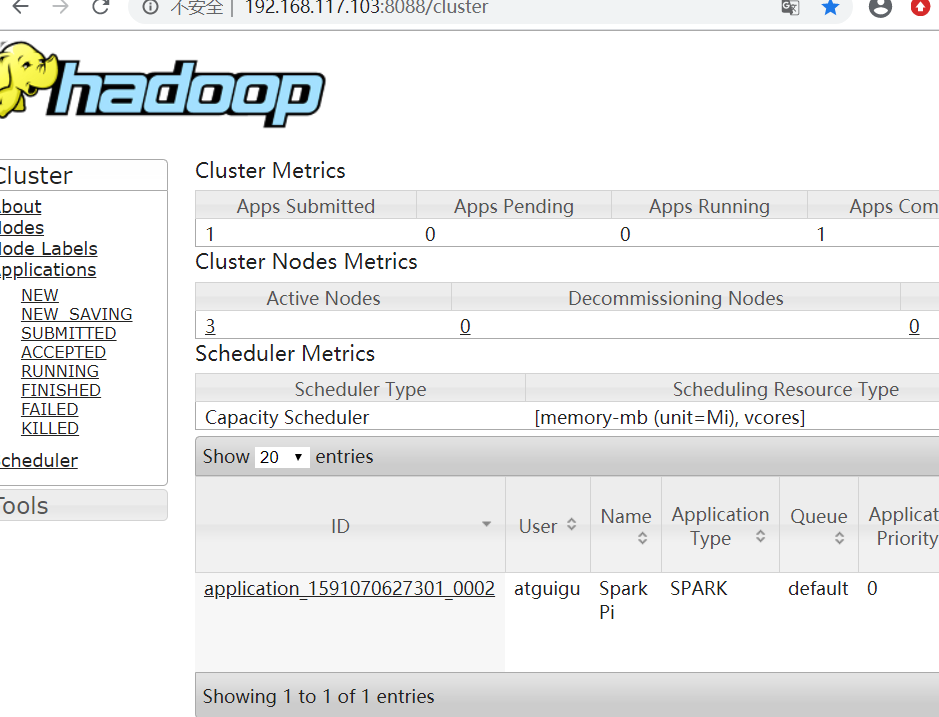 不安全 | 192.168.117.103:8088/cluster
hadoop
Cluster
bout
odes
ode Labels
pplications
NEW
NEW_SAVING
SUBMITTED
ACCEPTED
RUNNING
FINISHED
FAILED
KILLED
cheduler
Tools
Cluster Metrics
Apps Submitted Apps Pending Apps Running Apps Com
1 0 0 1
Cluster Nodes Metrics
Active Nodes Decommissioning Nodes
3 0 0
Scheduler Metrics
Scheduler Type Scheduling Resource Type
Capacity Scheduler [memory-mb (unit=Mi), vcores]
Show 20 entries
ID User Name Application Type Queue Applicat Priority
application_1591070627301_0002 atguigu Spark Pi SPARK default 0
Showing 1 to 1 of 1 entries